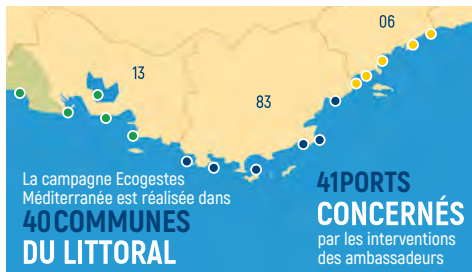 06
13
83
La campagne Ecogestes
Méditerranée est réalisée dans
40 COMMUNES
DU LITTORAL
41 PORTS
CONCERNÉS
par les interventions
des ambassadeurs